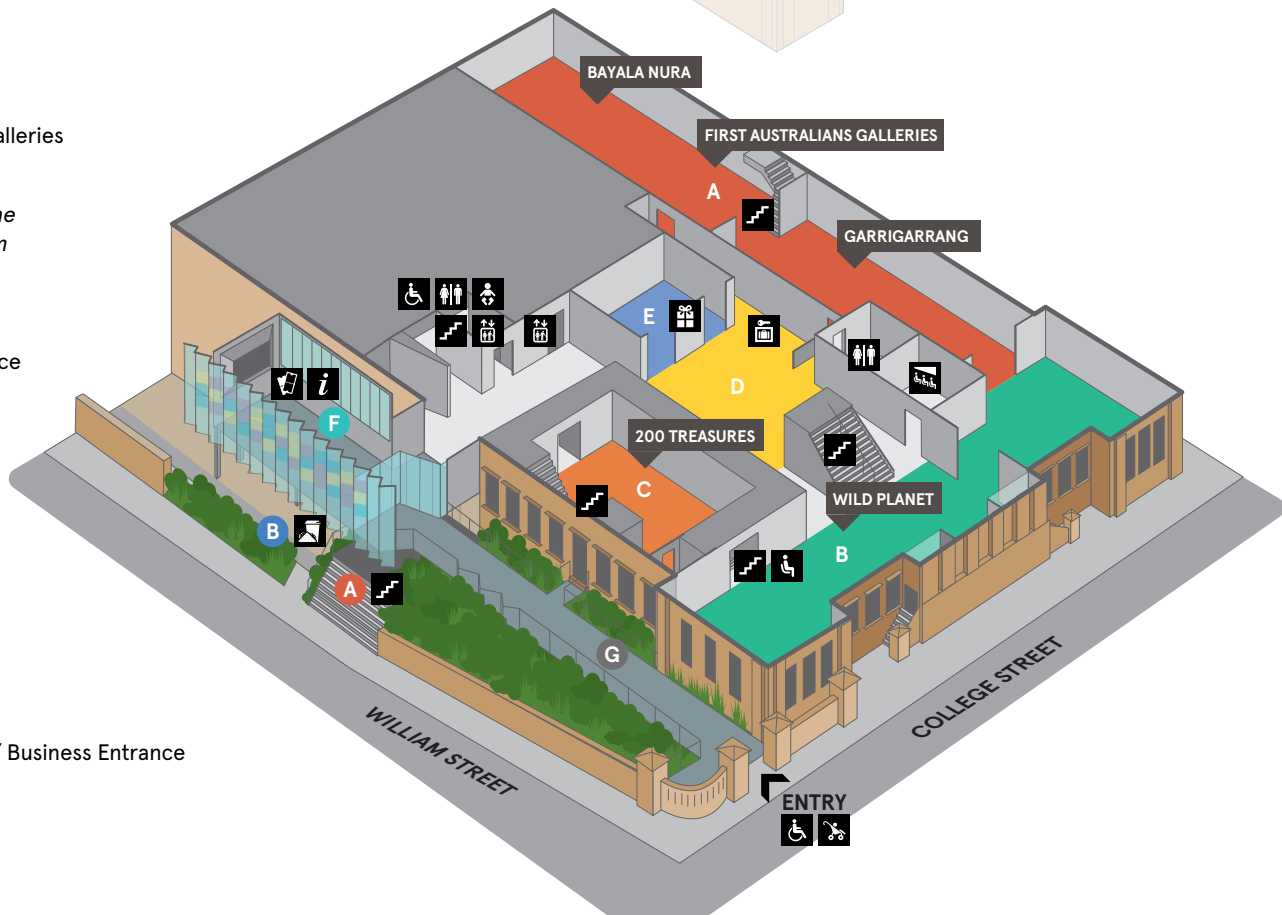 BAYALA NURA
alleries
FIRST AUSTRALIANS GALLERIES
A
GARRIGARRANG
E
ce
D
F
200 TREASURES
C
WILD PLANET
B
B
A
G
WILLIAM STREET
COLLEGE STREET
Business Entrance
ENTRY